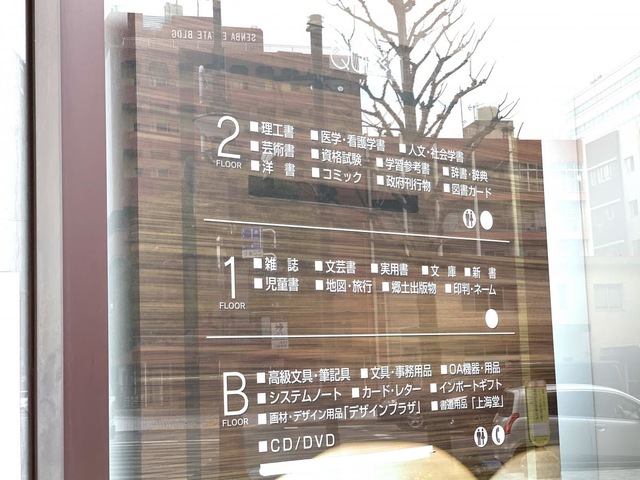 SENBA ESTATE BLDG
2 FLOOR
■理工書 ■医学・看護学書 ■人文・社会学書
■芸術書 ■資格試験 ■学習参考書 ■辞書・辞典
■洋書 ■コミック ■政府刊行物 ■図書カード
1 FLOOR
■雑誌 ■文芸書 ■実用書 ■文庫 ■新書
■児童書 ■地図・旅行 ■郷土出版物 ■印判・ネーム
B FLOOR
■高級文具・筆記具 ■文具・事務用品 ■OA機器・用品
■システムノート ■カード・レター ■インポートギフト
■画材・デザイン用品「デザインプラザ」 ■書道用品「上海堂」
■CD/DVD